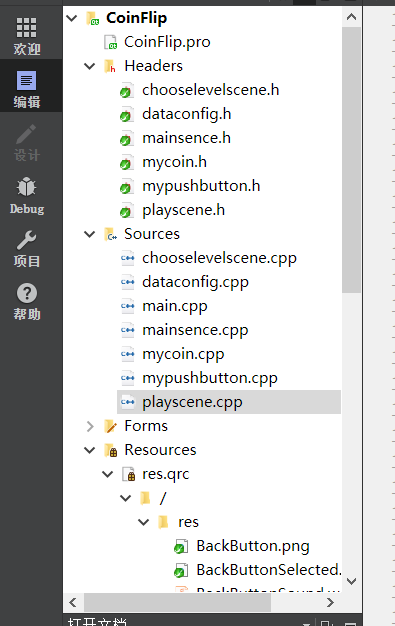 CoinFlip
CoinFlip.pro
Headers
chooselevelscene.h
dataconfig.h
mainsence.h
mycoin.h
mypushbutton.h
playscene.h
Sources
chooselevelscene.cpp
dataconfig.cpp
main.cpp
mainsence.cpp
mycoin.cpp
mypushbutton.cpp
playscene.cpp
Forms
Resources
res.qrc
/
res
BackButton.png
BackButtonSelected.
欢迎
编辑
设计
Debug
项目
帮助
打开文档